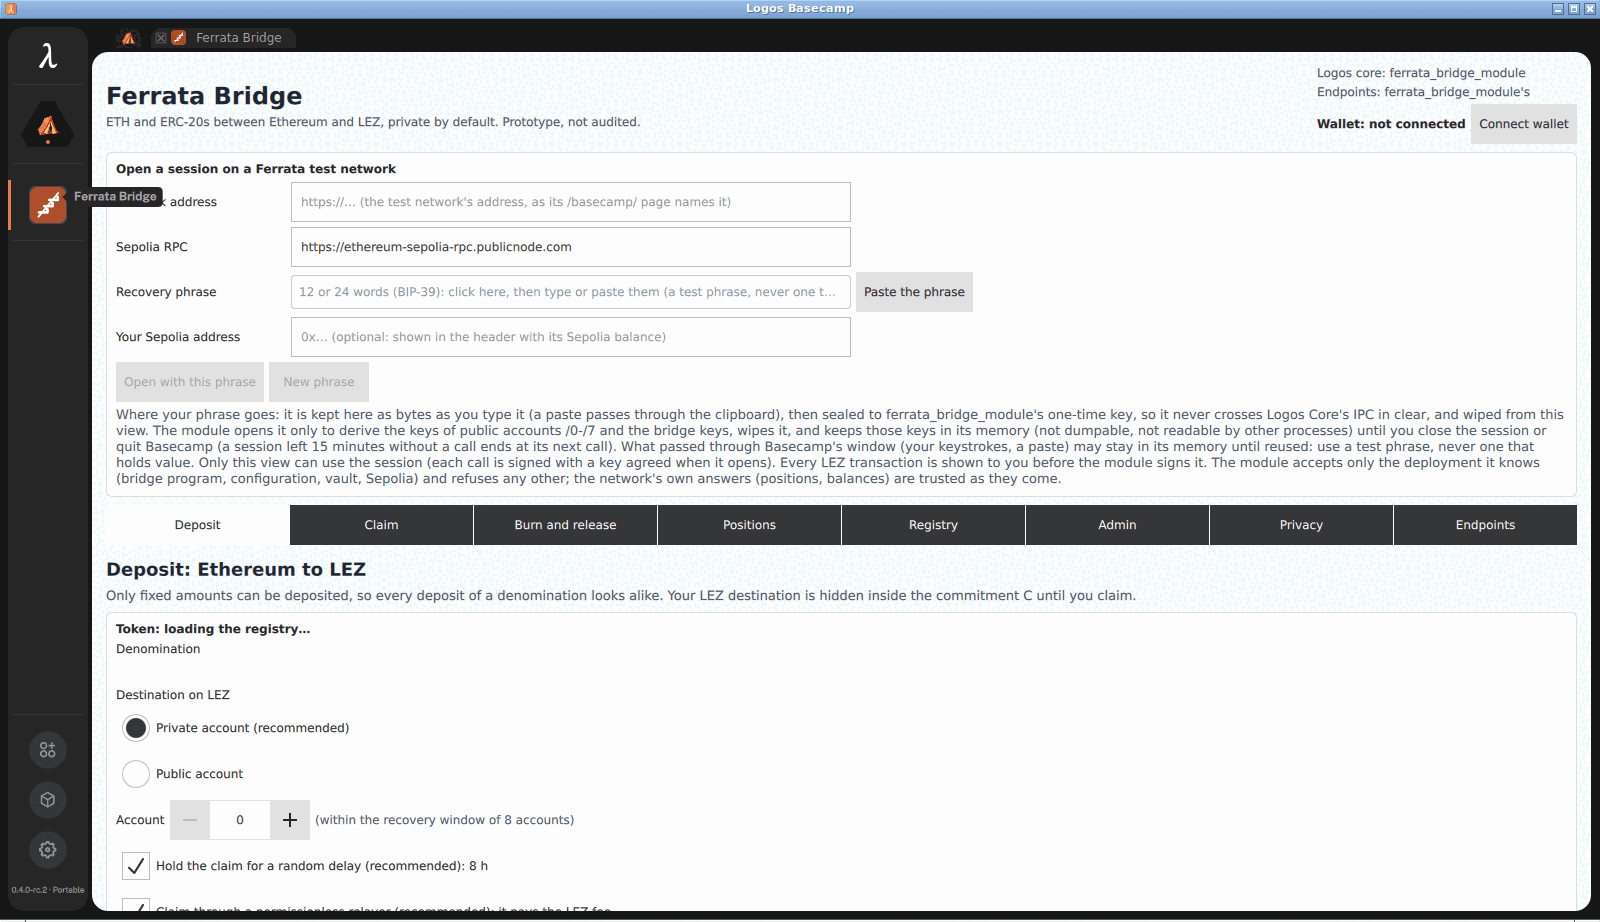 Logos Basecamp
Ferrata Bridge
Logos core: ferrata_bridge_module
Endpoints: ferrata_bridge_module's
Wallet: not connected
Connect wallet
Ferrata Bridge
ETH and ERC-20s between Ethereum and LEZ, private by default. Prototype, not audited.
Open a session on a Ferrata test network
Ferrata Bridge
address
https://... (the test network's address, as its /basecamp/ page names it)
Sepolia RPC
https://ethereum-sepolia-rpc.publicnode.com
Recovery phrase
12 or 24 words (BIP-39): click here, then type or paste them (a test phrase, never one t...
Paste the phrase
Your Sepolia address
0x... (optional: shown in the header with its Sepolia balance)
Open with this phrase
New phrase
Where your phrase goes: it is kept here as bytes as you type it (a paste passes through the clipboard), then sealed to ferrata_bridge_module's one-time key, so it never crosses Logos Core's IPC in clear, and wiped from this
view. The module opens it only to derive the keys of public accounts /0-/7 and the bridge keys, wipes it, and keeps those keys in its memory (not dumpable, not readable by other processes) until you close the session or
quit Basecamp (a session left 15 minutes without a call ends at its next call). What passed through Basecamp's window (your keystrokes, a paste) may stay in its memory until reused: use a test phrase, never one that
holds value. Only this view can use the session (each call is signed with a key agreed when it opens). Every LEZ transaction is shown to you before the module signs it. The module accepts only the deployment it knows
(bridge program, configuration, vault, Sepolia) and refuses any other; the network's own answers (positions, balances) are trusted as they come.
Deposit
Claim
Burn and release
Positions
Registry
Admin
Privacy
Endpoints
Deposit: Ethereum to LEZ
Only fixed amounts can be deposited, so every deposit of a denomination looks alike. Your LEZ destination is hidden inside the commitment C until you claim.
Token: loading the registry...
Denomination
Destination on LEZ
Private account (recommended)
Public account
Account
0
(within the recovery window of 8 accounts)
Hold the claim for a random delay (recommended): 8 h
Claim through a permissionless relayer (recommended): it pays the LEZ fee
0.4.0-rc.2 · Portable